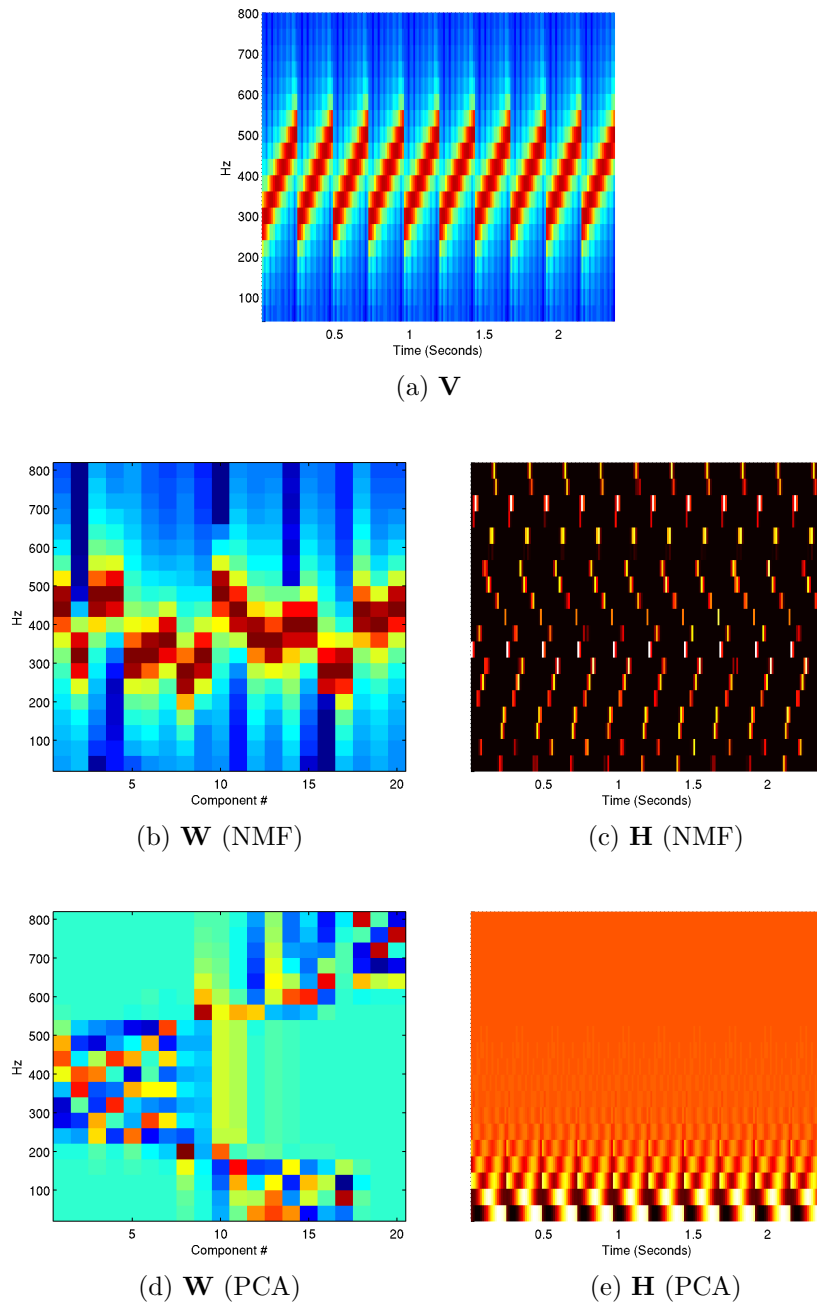 800
700
600
500
400
300
200
100
Hz
0.5 1 1.5 2
Time (Seconds)
(a) V
800
700
600
500
400
300
200
100
Hz
5 10 15 20
Component #
(b) W (NMF)
0.5 1 1.5 2
Time (Seconds)
(c) H (NMF)
800
700
600
500
400
300
200
100
Hz
5 10 15 20
Component #
(d) W (PCA)
0.5 1 1.5 2
Time (Seconds)
(e) H (PCA)